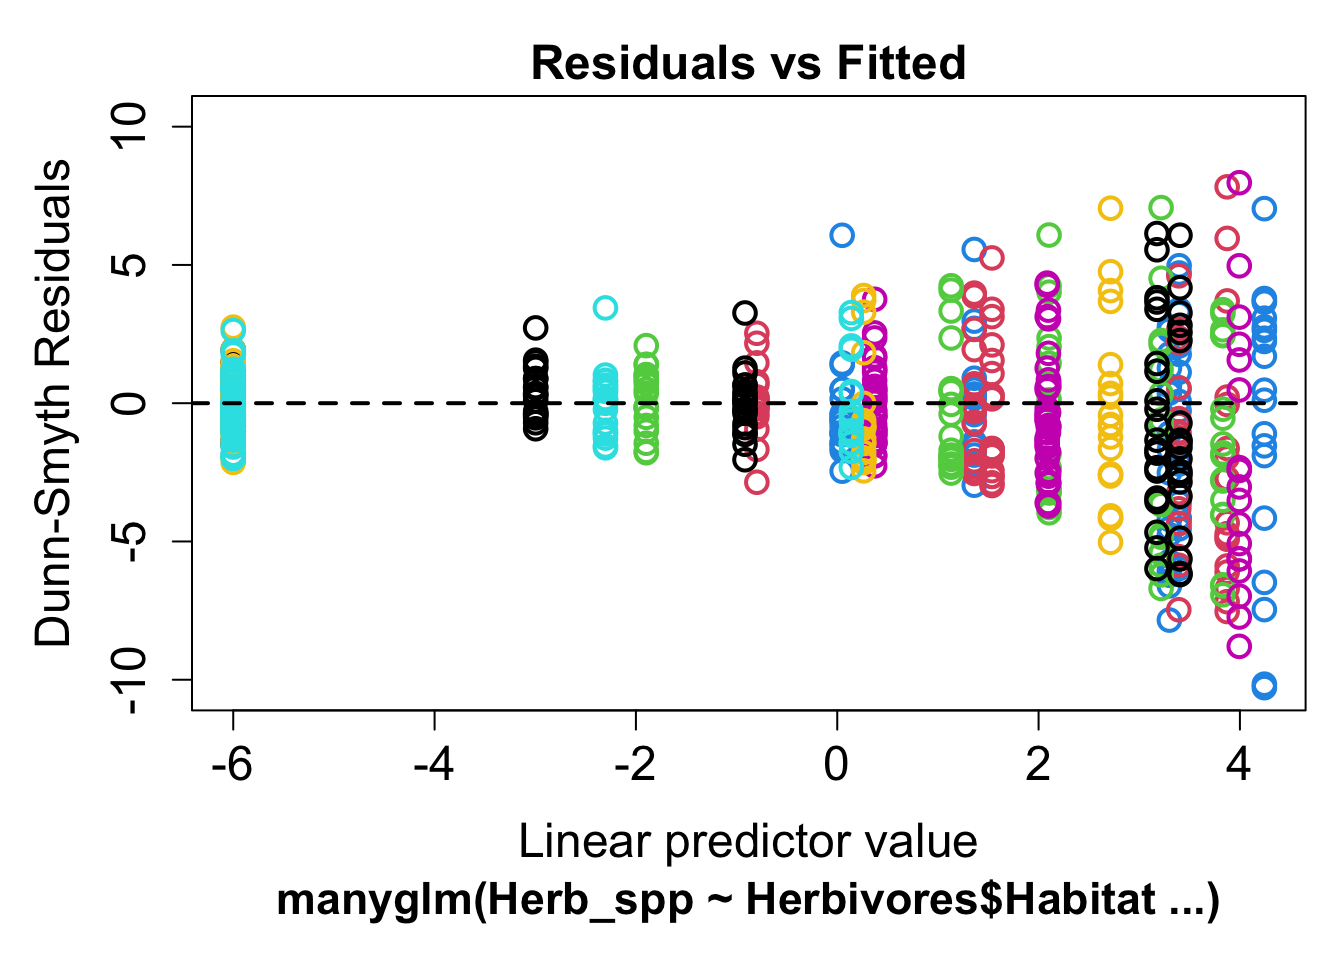 Residuals vs Fitted
Dunn-Smyth Residuals
10
5
0
-5
-10
-6 -4 -2 0 2 4
Linear predictor value
manyglm(Herb_spp ~ Herbivores$Habitat ...)